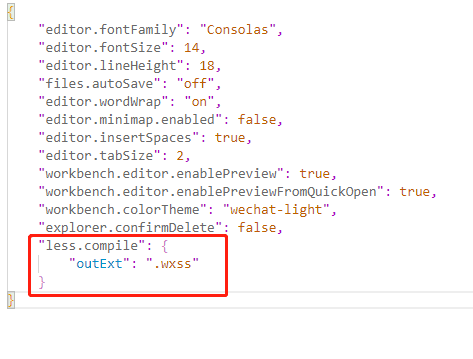 {
"editor.fontFamily": "Consolas",
"editor.fontSize": 14,
"editor.lineHeight": 18,
"files.autoSave": "off",
"editor.wordWrap": "on",
"editor.minimap.enabled": false,
"editor.insertSpaces": true,
"editor.tabSize": 2,
"workbench.editor.enablePreview": true,
"workbench.editor.enablePreviewFromQuickOpen": true,
"workbench.colorTheme": "wechat-light",
"explorer.confirmDelete": false,
"less.compile": {
"outExt": ".wxss"
}
}